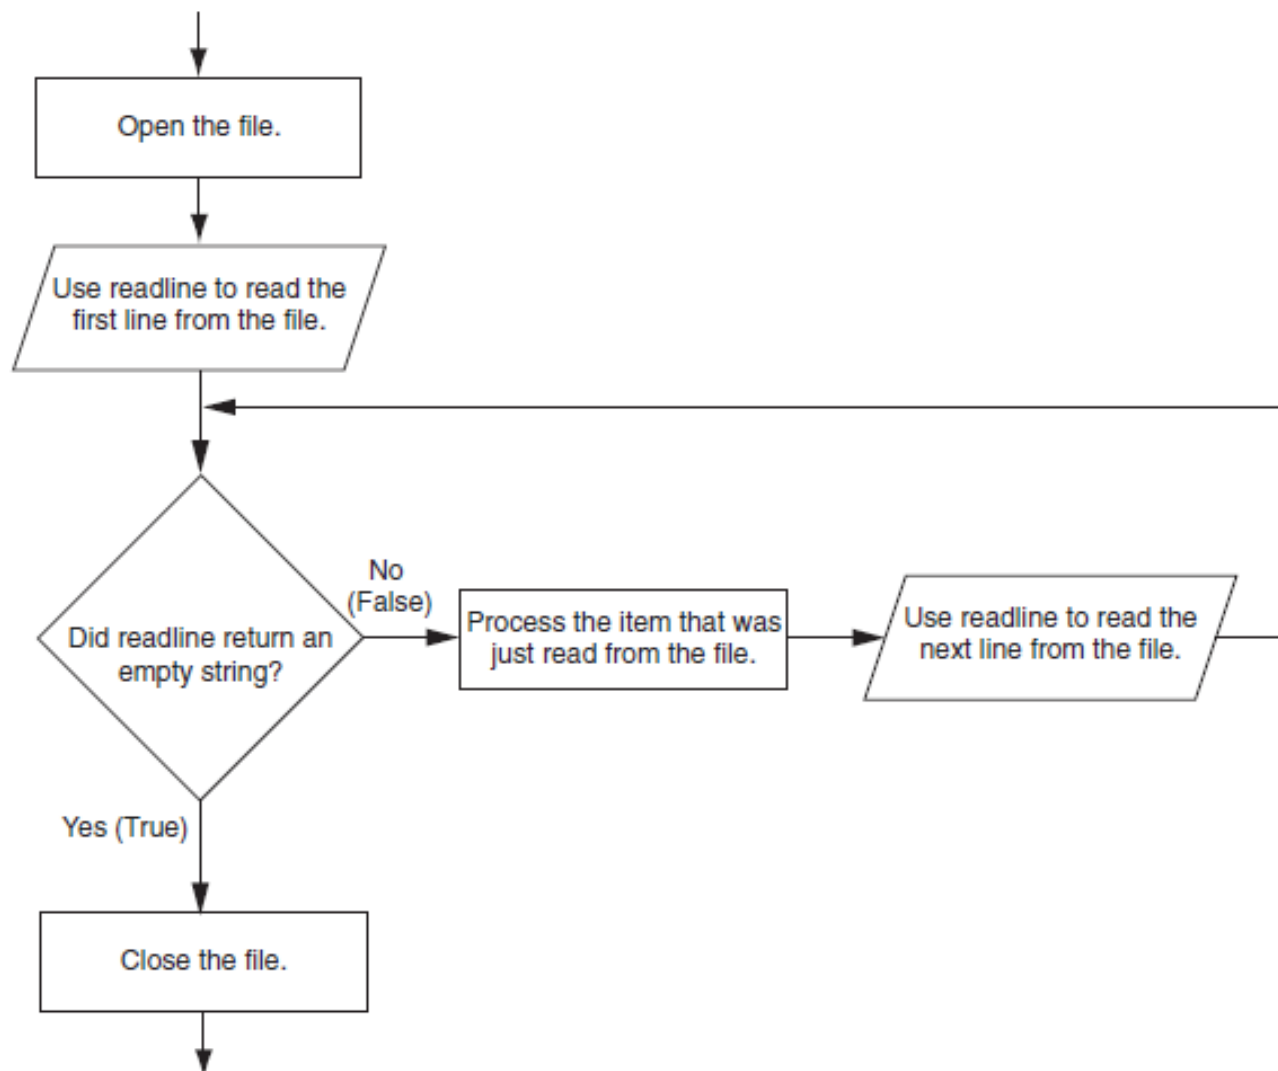 Open the file.
Use readline to read the
first line from the file.
No
(False)
Did readline return an
empty string?
Process the item that was
just read from the file.
Use readline to read the
next line from the file.
Yes (True)
Close the file.